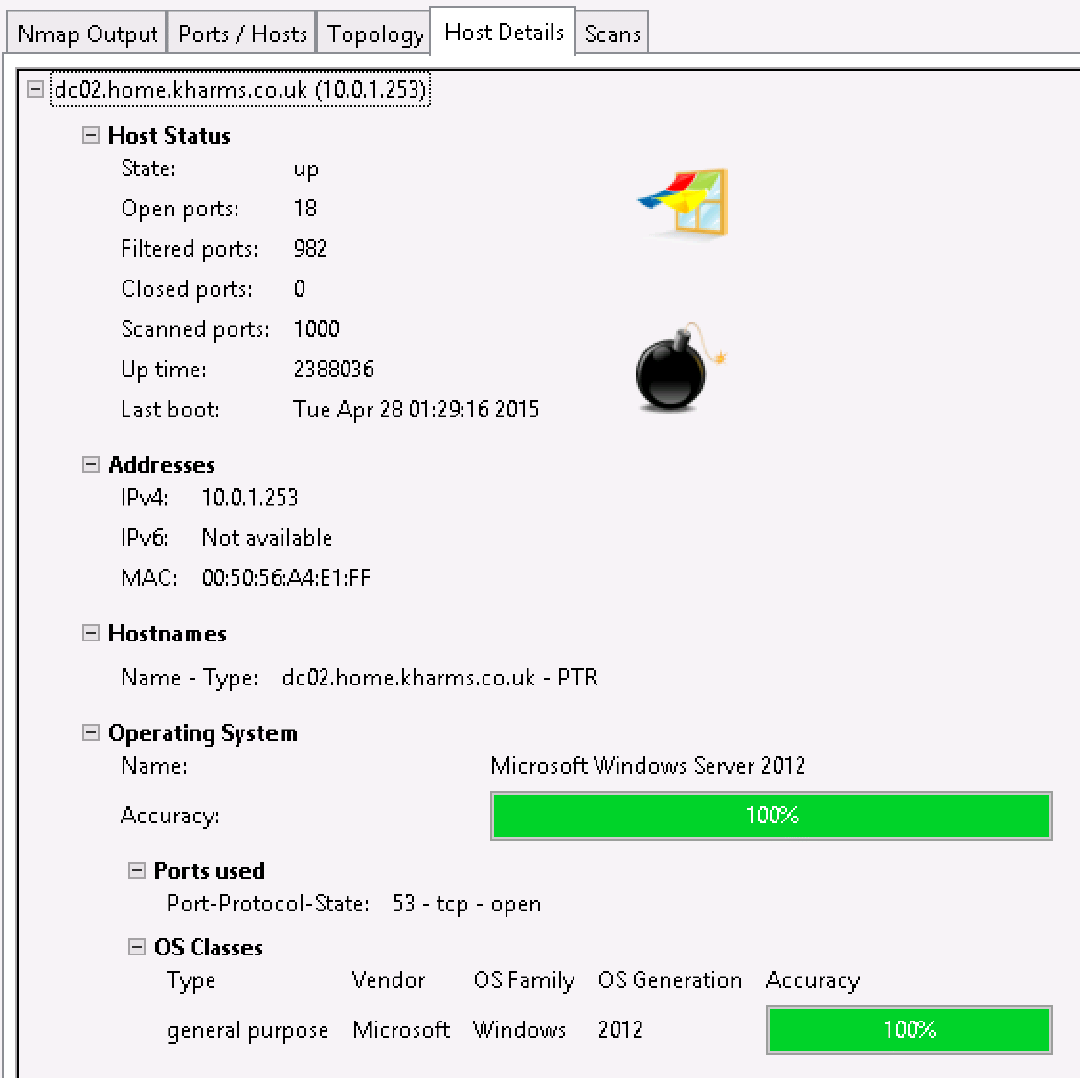 Nmap Output Ports / Hosts Topology Host Details Scans
dc02.home.kharms.co.uk (10.0.1.253)
Host Status
State: up
Open ports: 18
Filtered ports: 982
Closed ports: 0
Scanned ports: 1000
Up time: 2388036
Last boot: Tue Apr 28 01:29:16 2015
Addresses
IPv4: 10.0.1.253
IPv6: Not available
MAC: 00:50:56:A4:E1:FF
Hostnames
Name - Type: dc02.home.kharms.co.uk - PTR
Operating System
Name: Microsoft Windows Server 2012
Accuracy: 100%
Ports used
Port-Protocol-State: 53 - tcp - open
OS Classes
Type Vendor OS Family OS Generation Accuracy
general purpose Microsoft Windows 2012 100%